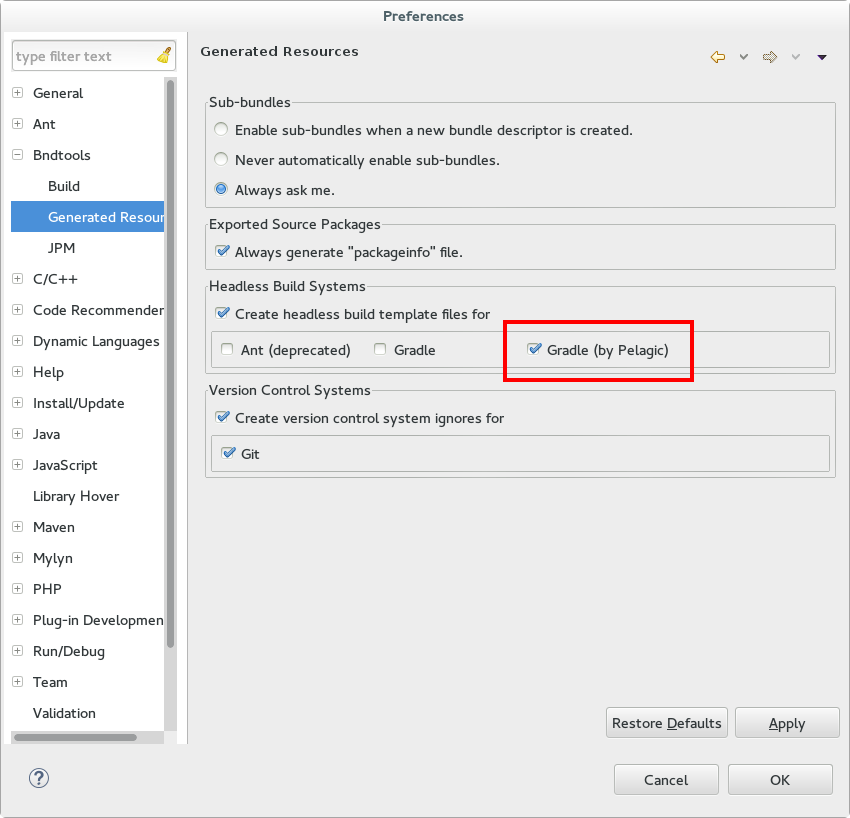 Preferences
type filter text
General
Ant
Bndtools
Build
Generated Resour
JPM
C/C++
Code Recommender
Dynamic Languages
Help
Install/Update
Java
JavaScript
Library Hover
Maven
Mylyn
PHP
Plug-in Developmen
Run/Debug
Team
Validation
Generated Resources
Sub-bundles
Enable sub-bundles when a new bundle descriptor is created.
Never automatically enable sub-bundles.
Always ask me.
Exported Source Packages
Always generate "packageinfo" file.
Headless Build Systems
Create headless build template files for
Ant (deprecated) Gradle Gradle (by Pelagic)
Version Control Systems
Create version control system ignores for
Git
Restore Defaults Apply
? Cancel OK